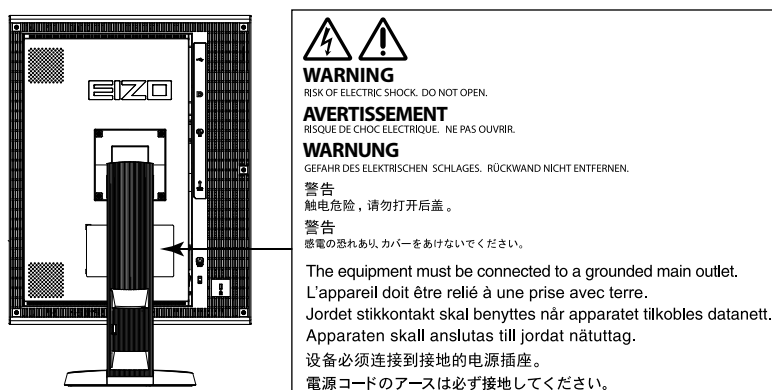 EIZO
WARNING
RISK OF ELECTRIC SHOCK. DO NOT OPEN.
AVERTISSEMENT
RISQUE DE CHOC ELECTRIQUE. NE PAS OUVRIR.
WARNUNG
GEFAHR DES ELEKTRISCHEN SCHLAGES. RÜCKWAND NICHT ENTFERNEN.
警告
触电危险，请勿打开后盖。
警告
感電の恐れあり、カバーをあけないでください。
The equipment must be connected to a grounded main outlet.
L'appareil doit être relié à une prise avec terre.
Jordet stikkontakt skal benyttes når apparatet tilkobles datanett.
Apparaten skall anslutas till jordat nätuttag.
设备必须连接到接地的电源插座。
電源コードのアースは必ず接地してください。